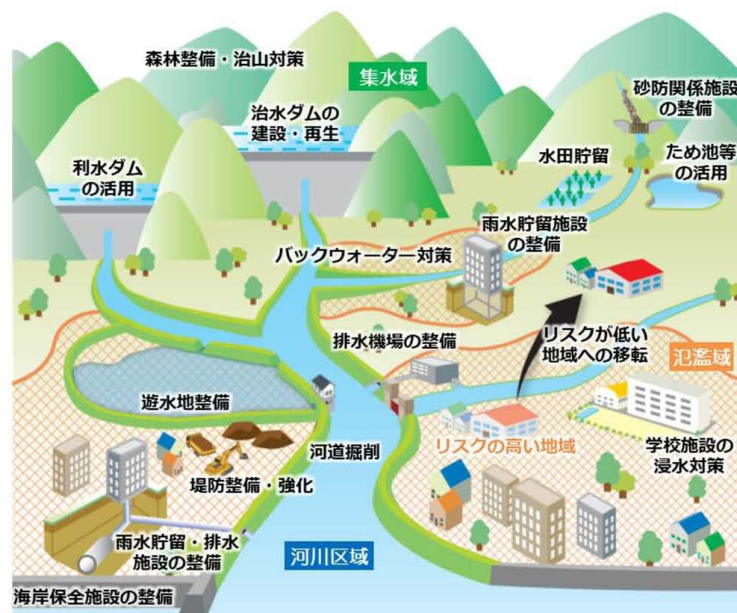 森林整備・治山対策
集水域
砂防関係施設
の整備
治水ダムの
建設・再生
利水ダム
の活用
水田貯留
ため池等
の活用
雨水貯留施設
の整備
バックウォーター対策
排水機場の整備
リスクが低い
地域への移転
氾濫域
遊水地整備
河道掘削
リスクの高い地域
学校施設の
浸水対策
堤防整備・強化
雨水貯留・排水
施設の整備
河川区域
海岸保全施設の整備